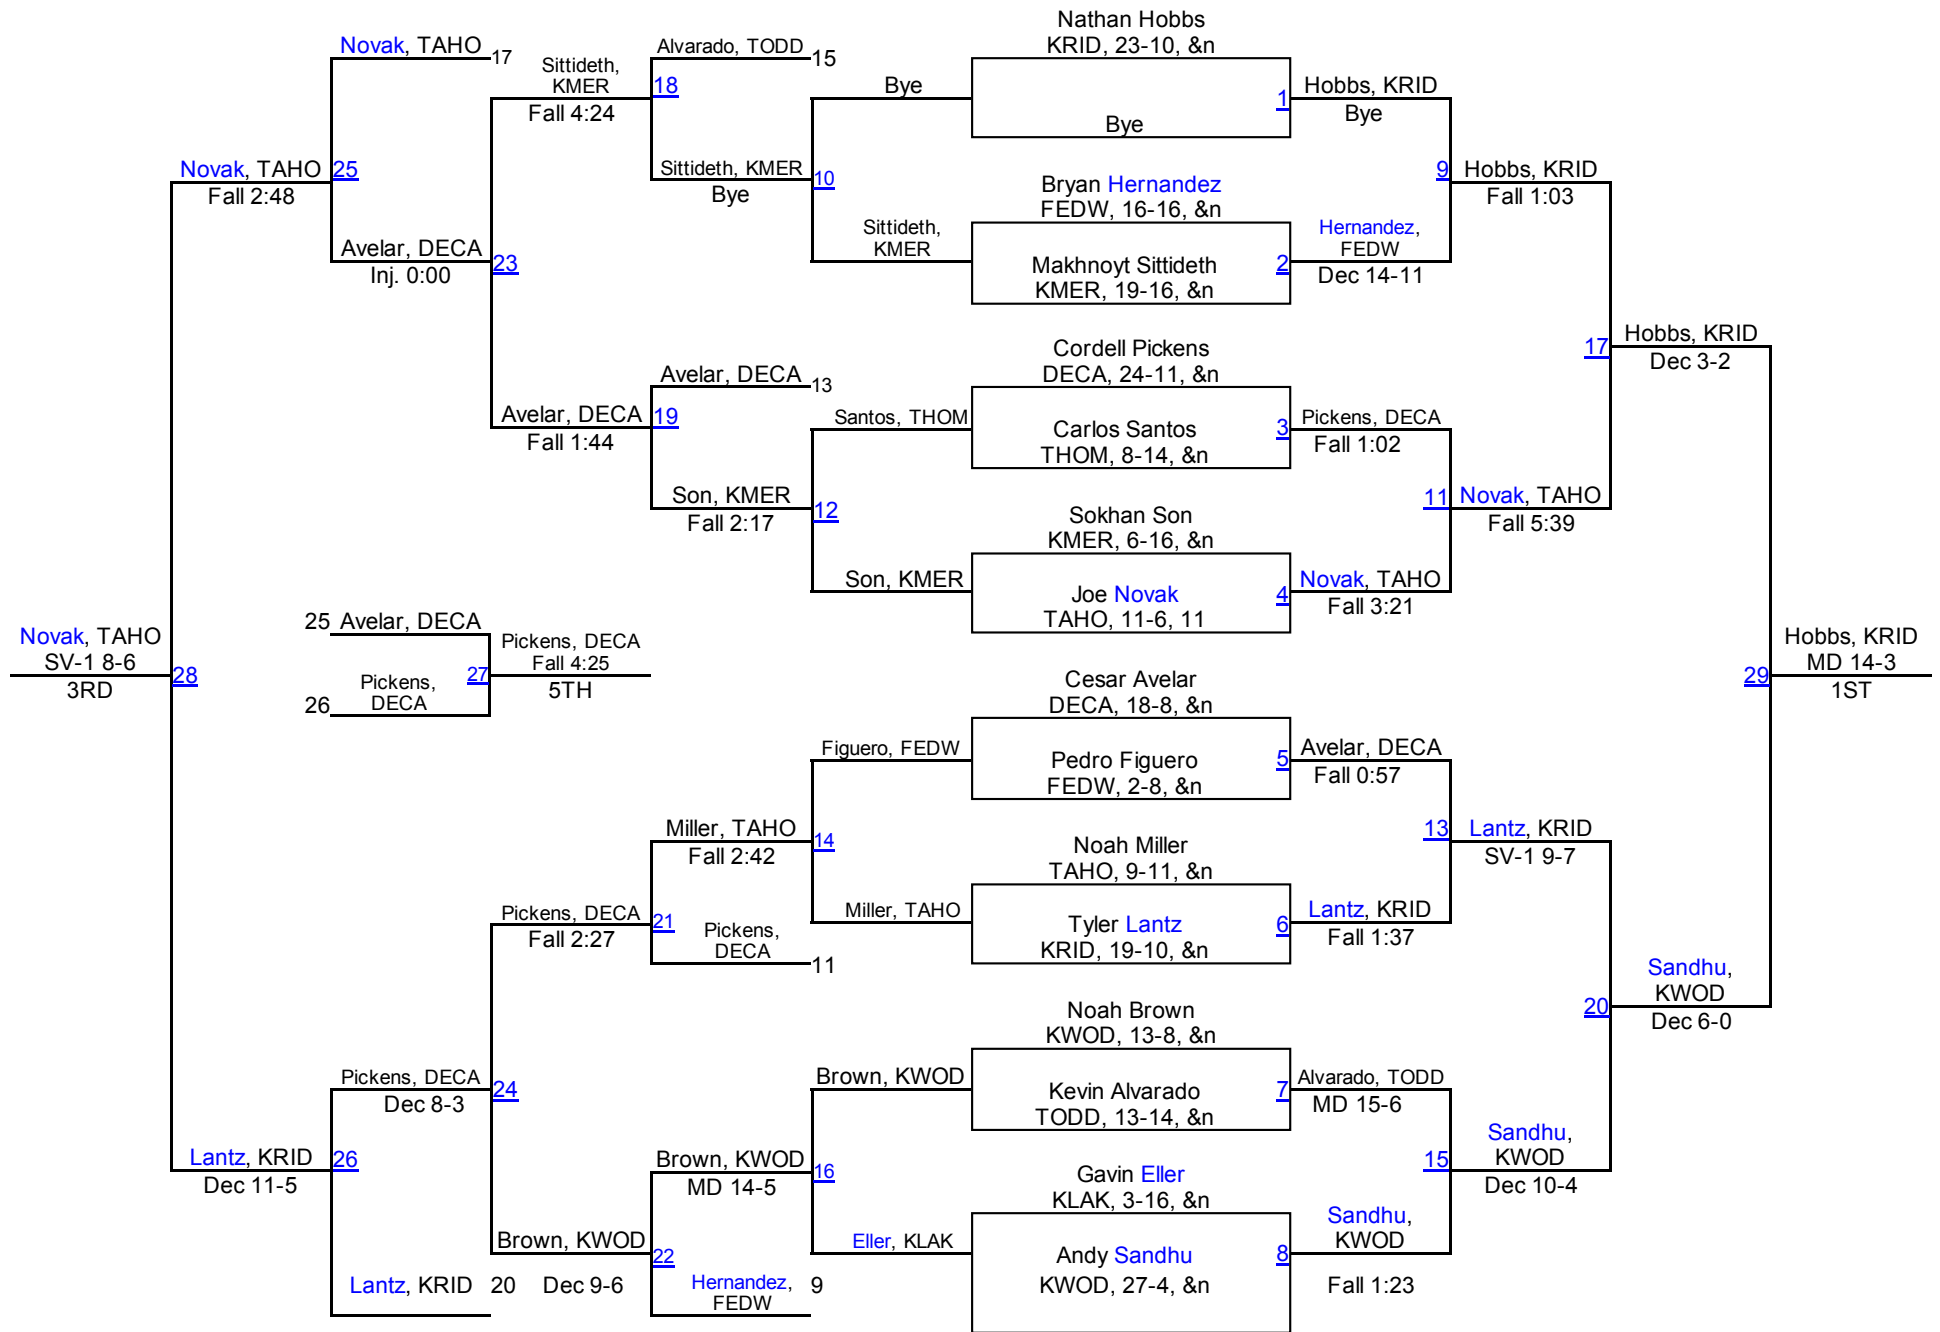 Nathan Hobbs
KRID, 23-10, &n
Bye
1
Bryan Hernandez
FEDW, 16-16, &n
Makhnoyt Sittideth
KMER, 19-16, &n
2
Cordell Pickens
DECA, 24-11, &n
Carlos Santos
THOM, 8-14, &n
3
Sokhan Son
KMER, 6-16, &n
Joe Novak
TAHO, 11-6, 11
4
Cesar Avelar
DECA, 18-8, &n
Pedro Figuero
FEDW, 2-8, &n
5
Noah Miller
TAHO, 9-11, &n
Tyler Lantz
KRID, 19-10, &n
6
Noah Brown
KWOD, 13-8, &n
Kevin Alvarado
TODD, 13-14, &n
7
Gavin Eller
KLAK, 3-16, &n
Andy Sandhu
KWOD, 27-4, &n
8
Hobbs, KRID
Bye
Hernandez,
FEDW
Dec 14-11
Pickens, DECA
Fall 1:02
Novak, TAHO
Fall 3:21
Avelar, DECA
Fall 0:57
Lantz, KRID
Fall 1:37
Alvarado, TODD
MD 15-6
Sandhu,
KWOD
Fall 1:23
9
Hobbs, KRID
Fall 1:03
11
Novak, TAHO
Fall 5:39
13
Lantz, KRID
SV-1 9-7
15
Sandhu,
KWOD
Dec 10-4
17
Hobbs, KRID
Dec 3-2
20
Sandhu,
KWOD
Dec 6-0
29
Hobbs, KRID
MD 14-3
1ST
Bye
Sittideth,
KMER
10
Santos, THOM
Son, KMER
12
Figuero, FEDW
Miller, TAHO
14
Brown, KWOD
Eller, KLAK
16
Alvarado, TODD
15
18
Sittideth, KMER
Bye
Avelar, DECA
13
19
Son, KMER
Fall 2:17
Miller, TAHO
Fall 2:42
21
Pickens,
DECA
11
Brown, KWOD
MD 14-5
22
Hernandez,
FEDW
9
Sittideth,
KMER
Fall 4:24
23
Avelar, DECA
Fall 1:44
Pickens, DECA
Fall 2:27
24
Brown, KWOD
Dec 9-6
Novak, TAHO
17
25
Avelar, DECA
Inj. 0:00
Pickens, DECA
Dec 8-3
26
Lantz, KRID
20
Novak, TAHO
Fall 2:48
Lantz, KRID
Dec 11-5
28
Novak, TAHO
SV-1 8-6
3RD
25
Avelar, DECA
26
Pickens,
DECA
27
Pickens, DECA
Fall 4:25
5TH